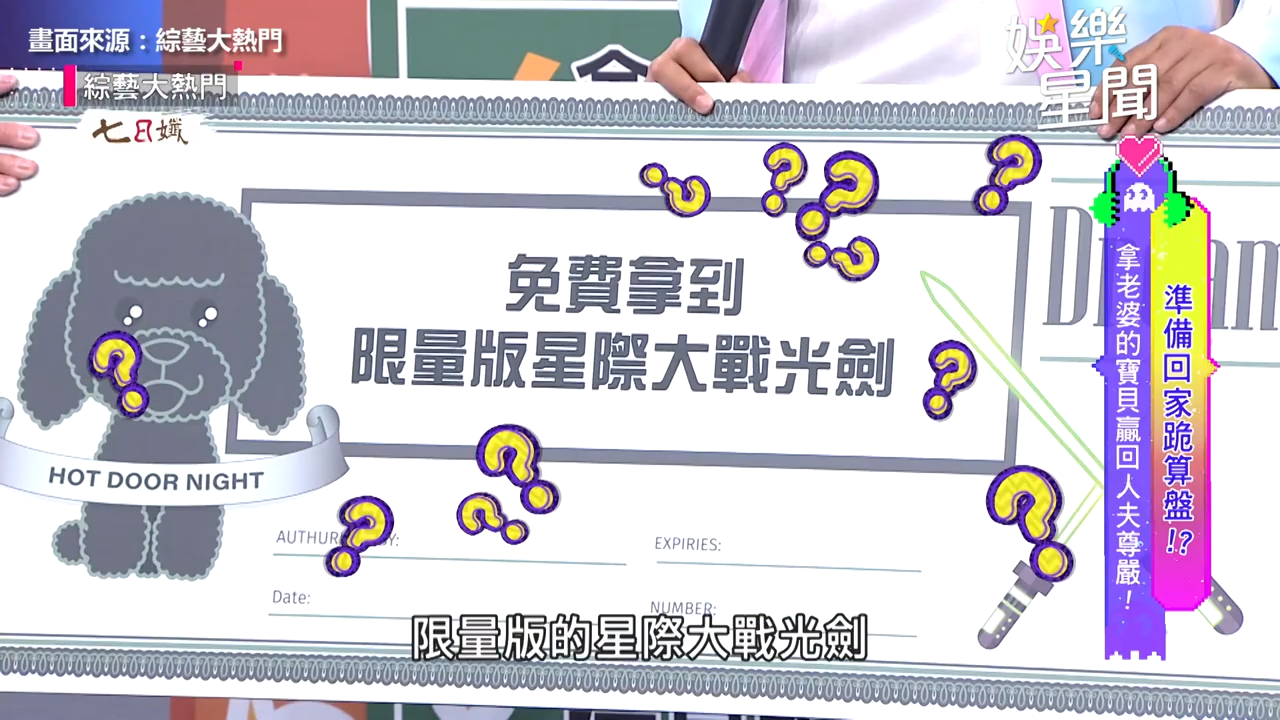 畫面來源：綜藝大熱門
綜藝大熱門
七日孅
娛樂
星聞
免費拿到
限量版星際大戰光劍
HOT DOOR NIGHT
EXPIRIES:
Date:
NUMBER:
準備回家跪算盤!?
拿老婆的寶貝贏回人夫尊嚴！
限量版的星際大戰光劍